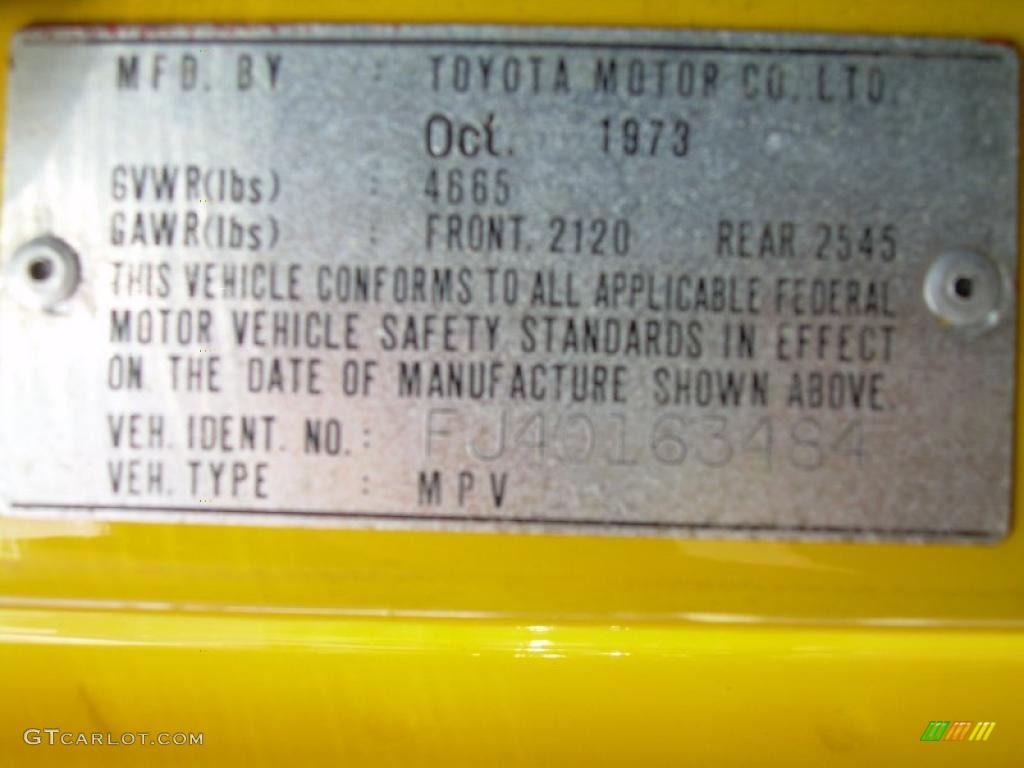 MFD. BY : TOYOTA MOTOR CO., LTD.
Oct. 1973
GVWR(lbs) : 4665
GAWR(lbs) : FRONT. 2120 REAR 2545
THIS VEHICLE CONFORMS TO ALL APPLICABLE FEDERAL
MOTOR VEHICLE SAFETY STANDARDS IN EFFECT
ON THE DATE OF MANUFACTURE SHOWN ABOVE.
VEH. IDENT. NO. : FJ40163484
VEH. TYPE : MPV
GTCARLOT.COM